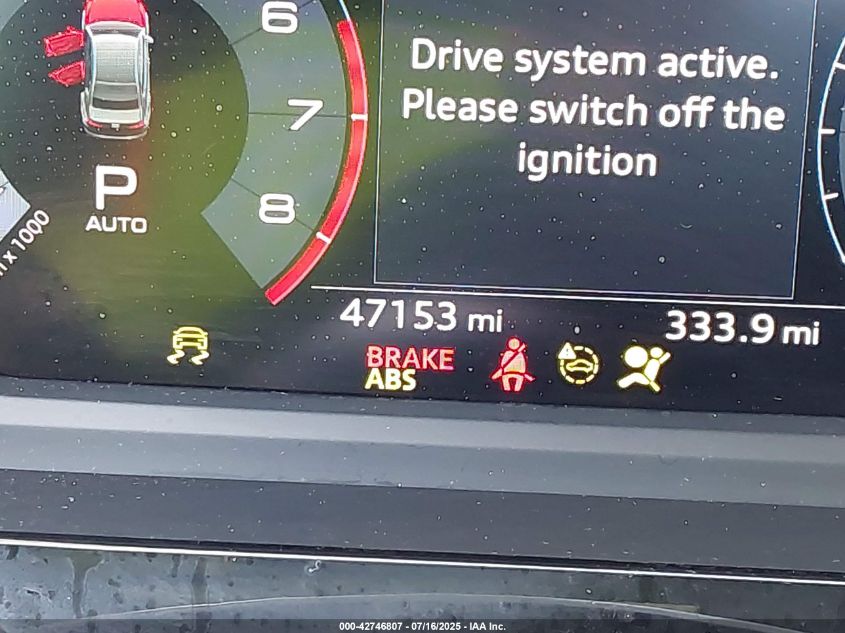 6
Drive system active.
7
Please switch off the
ignition
P
AUTO
8
x 1000
47153 mi
333.9 mi
BRAKE
ABS
000-42746807 - 07/16/2025 - IAA Inc.